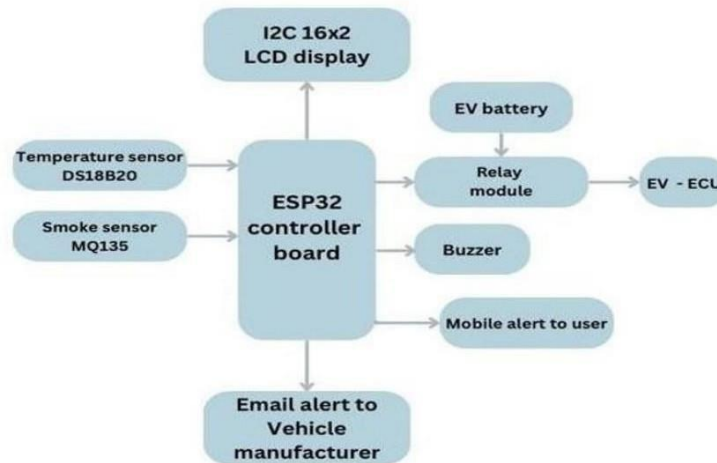 I2C 16x2
LCD display
EV battery
Temperature sensor
DS18B20
Relay
module
EV - ECU
ESP32
controller
board
Smoke sensor
MQ135
Buzzer
Mobile alert to user
Email alert to
Vehicle
manufacturer